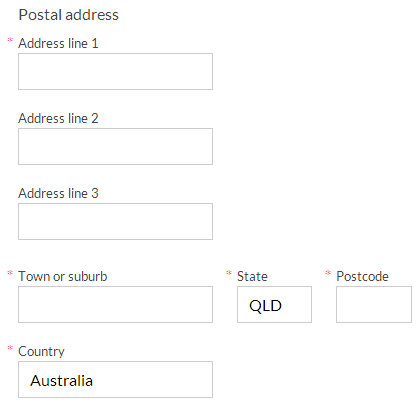 Postal address
* Address line 1
Address line 2
Address line 3
* Town or suburb * State * Postcode
QLD
* Country
Australia